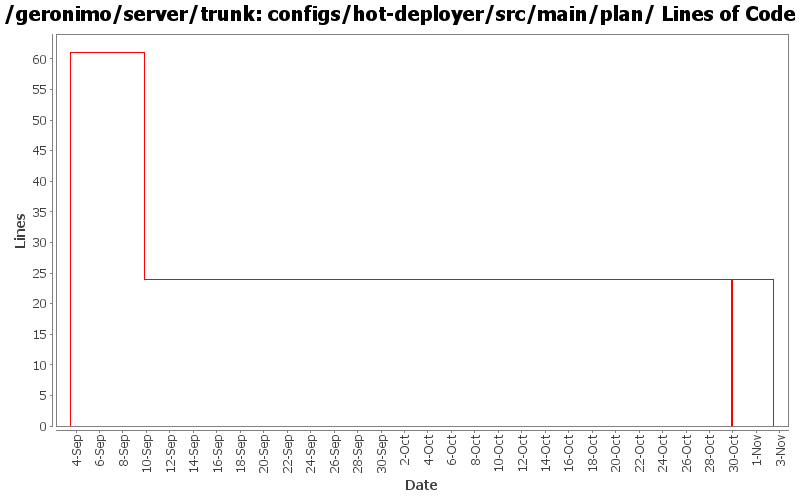 /geronimo/server/trunk: configs/hot-deployer/src/main/plan/ Lines of Code
60
55
50
45
40
35
30
25
20
15
10
5
0
Lines
4-Sep
6-Sep
8-Sep
10-Sep
12-Sep
14-Sep
16-Sep
18-Sep
20-Sep
22-Sep
24-Sep
26-Sep
28-Sep
30-Sep
2-Oct
4-Oct
6-Oct
8-Oct
10-Oct
12-Oct
14-Oct
16-Oct
18-Oct
20-Oct
22-Oct
24-Oct
26-Oct
28-Oct
30-Oct
1-Nov
3-Nov
Date